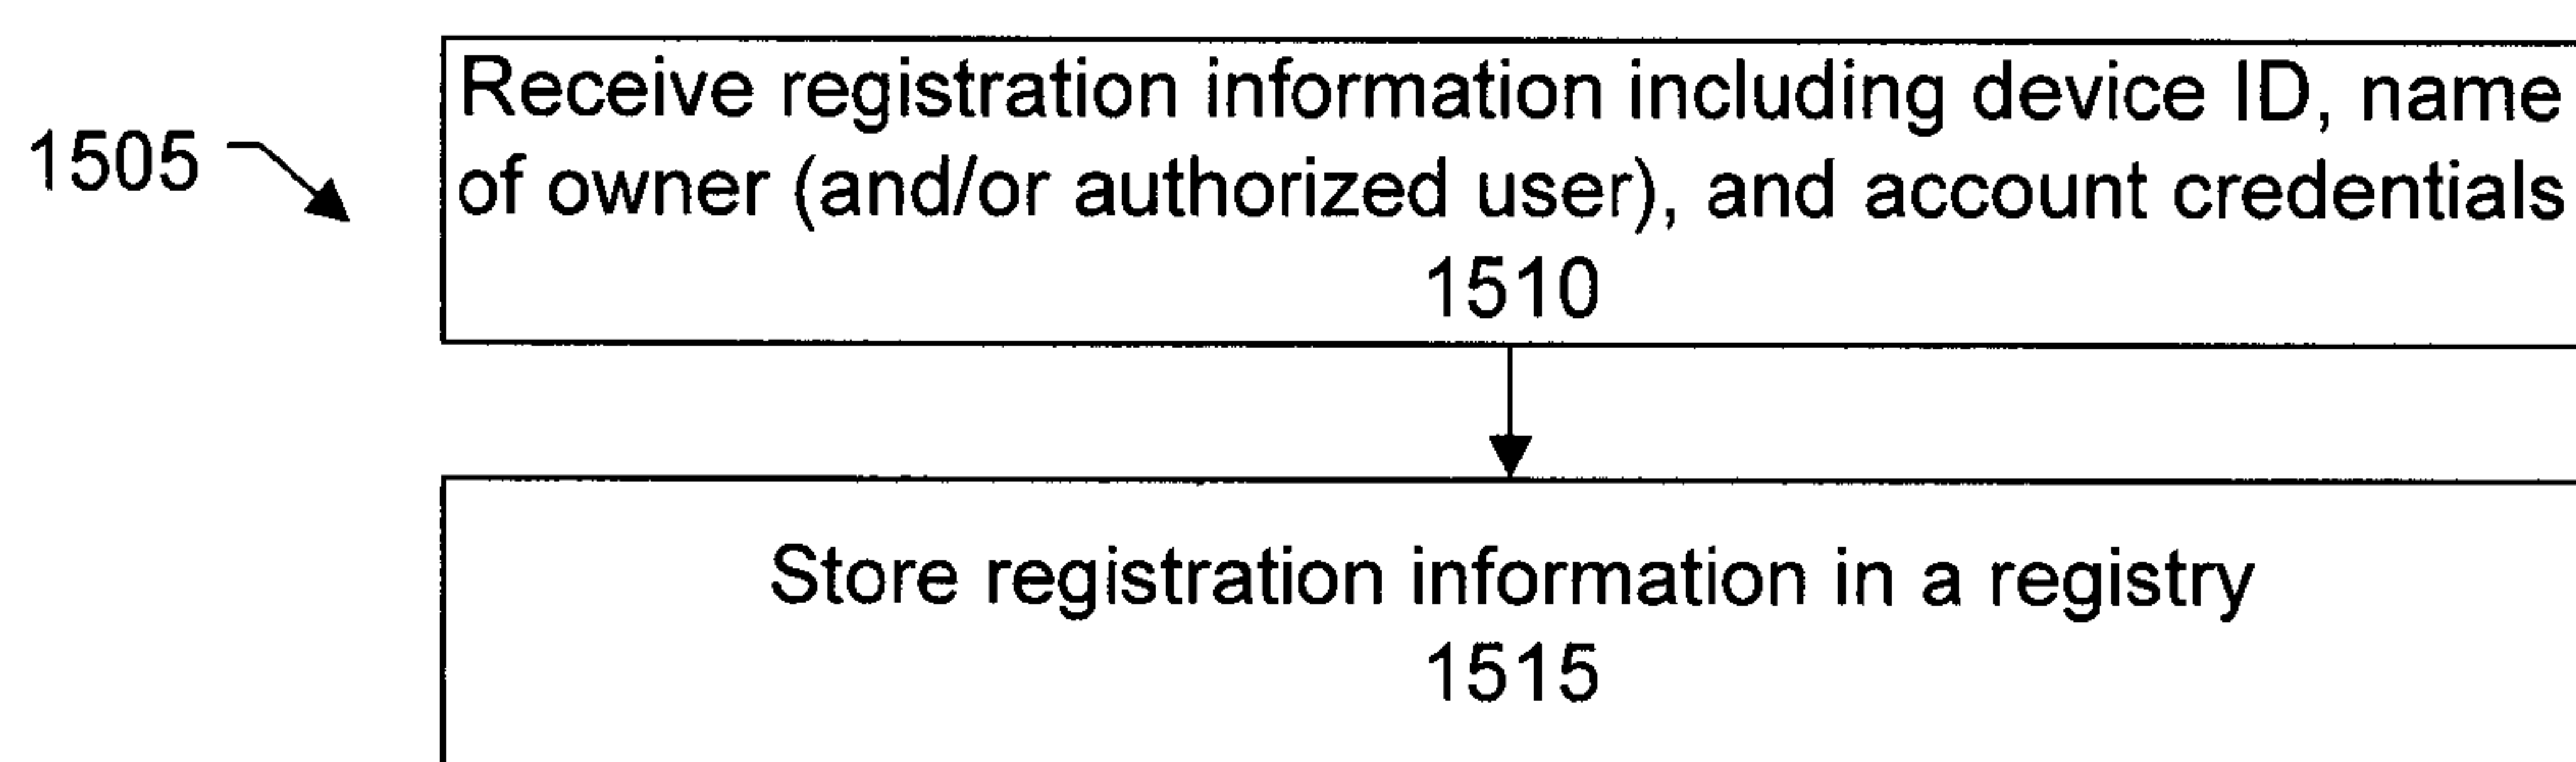 1505
Receive registration information including device ID, name
of owner (and/or authorized user), and account credentials
1510
Store registration information in a registry
1515